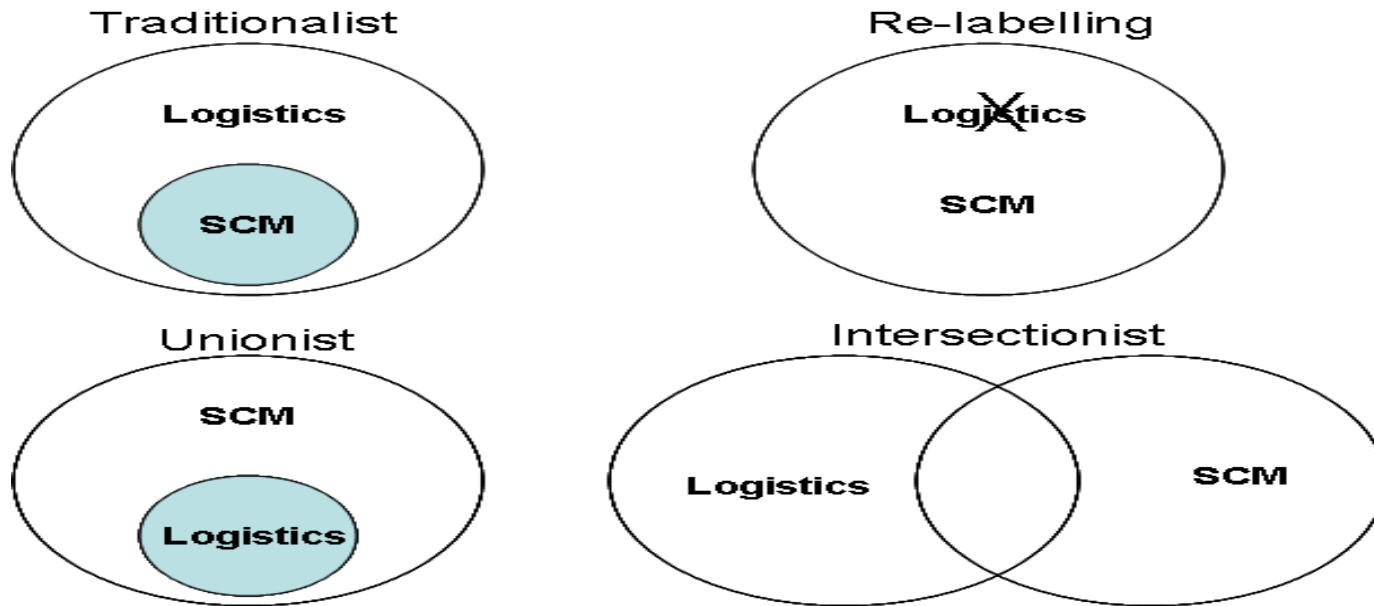 Traditionalist
Logistics
SCM
Re-labelling
Logistics
SCM
Unionist
SCM
Logistics
Intersectionist
Logistics
SCM